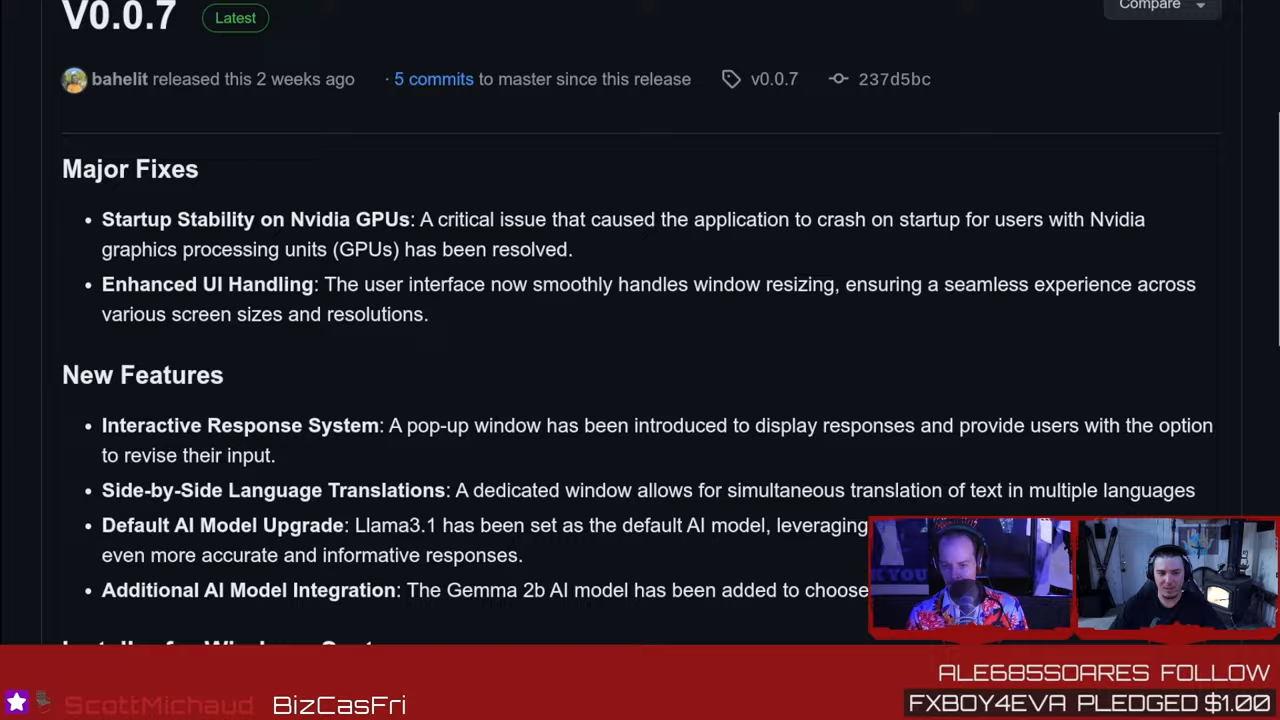 V0.0.7 Latest
Compare
bahelit released this 2 weeks ago · 5 commits to master since this release v0.0.7 237d5bc
Major Fixes
• Startup Stability on Nvidia GPUs: A critical issue that caused the application to crash on startup for users with Nvidia
graphics processing units (GPUs) has been resolved.
• Enhanced UI Handling: The user interface now smoothly handles window resizing, ensuring a seamless experience across
various screen sizes and resolutions.
New Features
• Interactive Response System: A pop-up window has been introduced to display responses and provide users with the option
to revise their input.
• Side-by-Side Language Translations: A dedicated window allows for simultaneous translation of text in multiple languages
• Default AI Model Upgrade: Llama3.1 has been set as the default AI model, leveraging
even more accurate and informative responses.
• Additional AI Model Integration: The Gemma 2b AI model has been added to choose
K YOU
ALE685SOARES FOLLOW
ScottMichaud BizCasFri
FXBOY4EVA PLEDGED $1.00